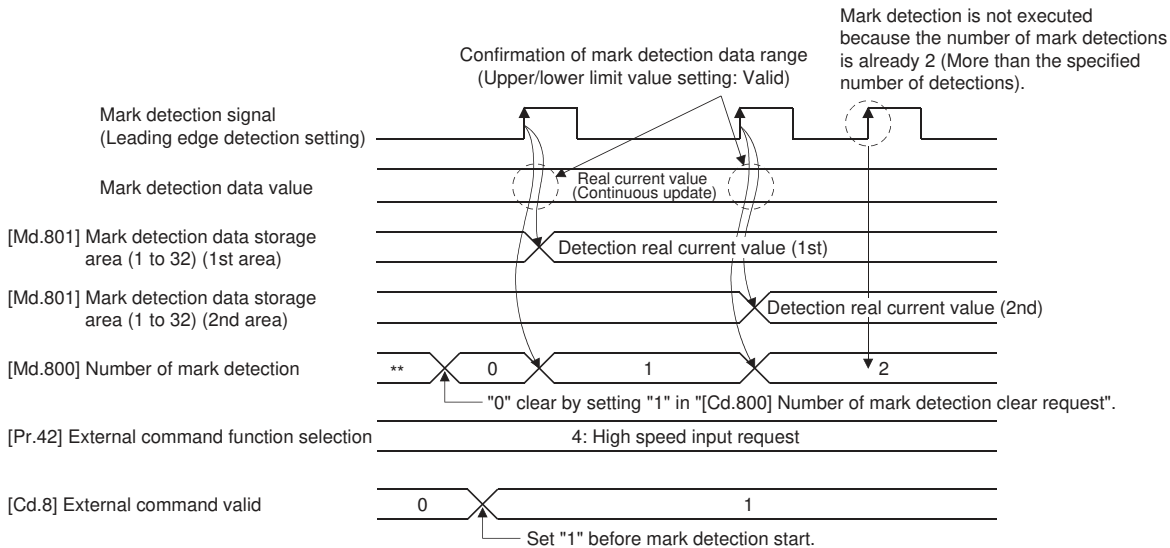 Mark detection is not executed
because the number of mark detections
is already 2 (More than the specified
number of detections).
Confirmation of mark detection data range
(Upper/lower limit value setting: Valid)
Mark detection signal
(Leading edge detection setting)
Mark detection data value
Real current value
(Continuous update)
[Md.801] Mark detection data storage
area (1 to 32) (1st area)
Detection real current value (1st)
[Md.801] Mark detection data storage
area (1 to 32) (2nd area)
Detection real current value (2nd)
[Md.800] Number of mark detection
** 0 1 2
"0" clear by setting "1" in "[Cd.800] Number of mark detection clear request".
[Pr.42] External command function selection
4: High speed input request
[Cd.8] External command valid
0 1
Set "1" before mark detection start.